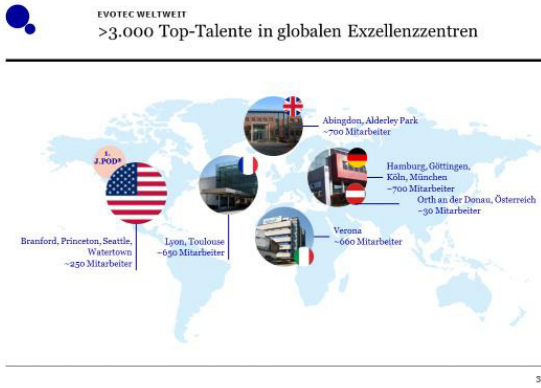 EVOTEC WELTWEIT
>3.000 Top-Talente in globalen Exzellenzzentren
Abingdon, Alderley Park
~700 Mitarbeiter
1.
J.POD®
Hamburg, Göttingen,
Köln, München
~700 Mitarbeiter
Orth an der Donau, Österreich
~30 Mitarbeiter
Branford, Princeton, Seattle,
Watertown
~250 Mitarbeiter
Lyon, Toulouse
~650 Mitarbeiter
Verona
~660 Mitarbeiter
3